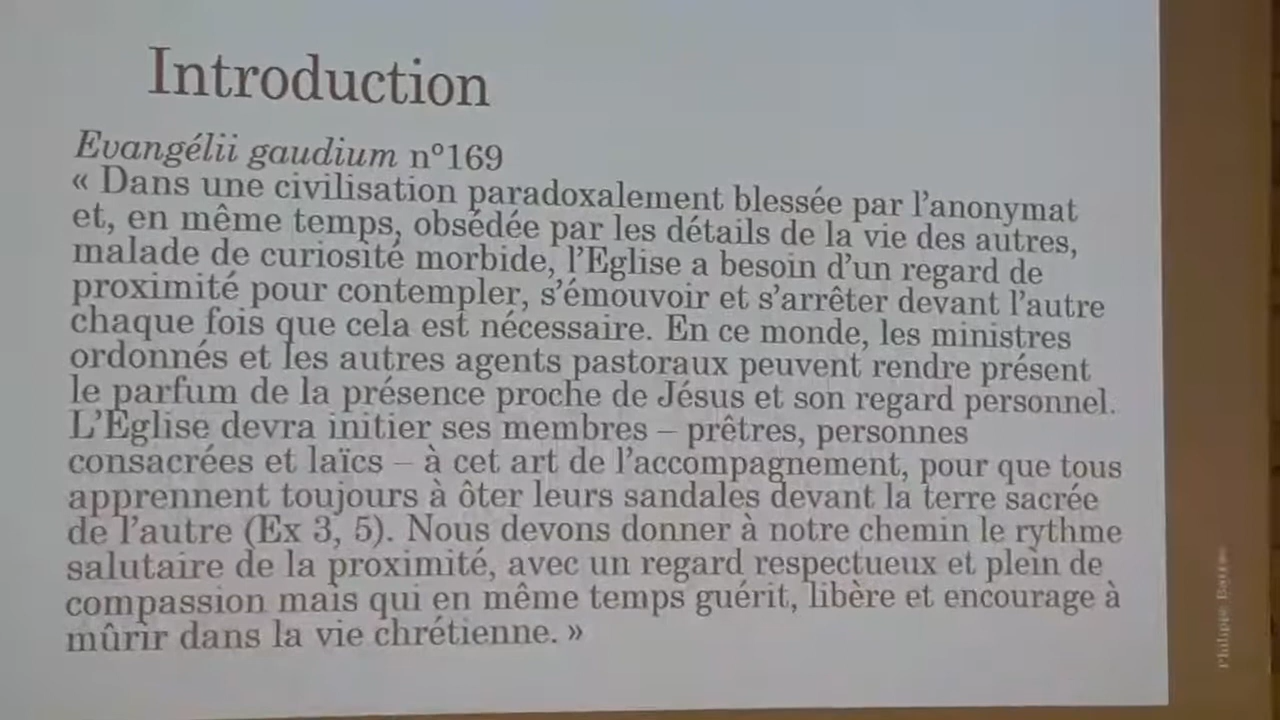 Introduction
Evangélii gaudium n°169
« Dans une civilisation paradoxalement blessée par l’anonymat
et, en même temps, obsédée par les détails de la vie des autres,
malade de curiosité morbide, l’Eglise a besoin d’un regard de
proximité pour contempler, s’émouvoir et s’arrêter devant l’autre
chaque fois que cela est nécessaire. En ce monde, les ministres
ordonnés et les autres agents pastoraux peuvent rendre présent
le parfum de la présence proche de Jésus et son regard personnel.
L’Eglise devra initier ses membres – prêtres, personnes
consacrées et laïcs – à cet art de l’accompagnement, pour que tous
apprennent toujours à ôter leurs sandales devant la terre sacrée
de l’autre (Ex 3, 5). Nous devons donner à notre chemin le rythme
salutaire de la proximité, avec un regard respectueux et plein de
compassion mais qui en même temps guérit, libère et encourage à
mûrir dans la vie chrétienne. »
Philippe